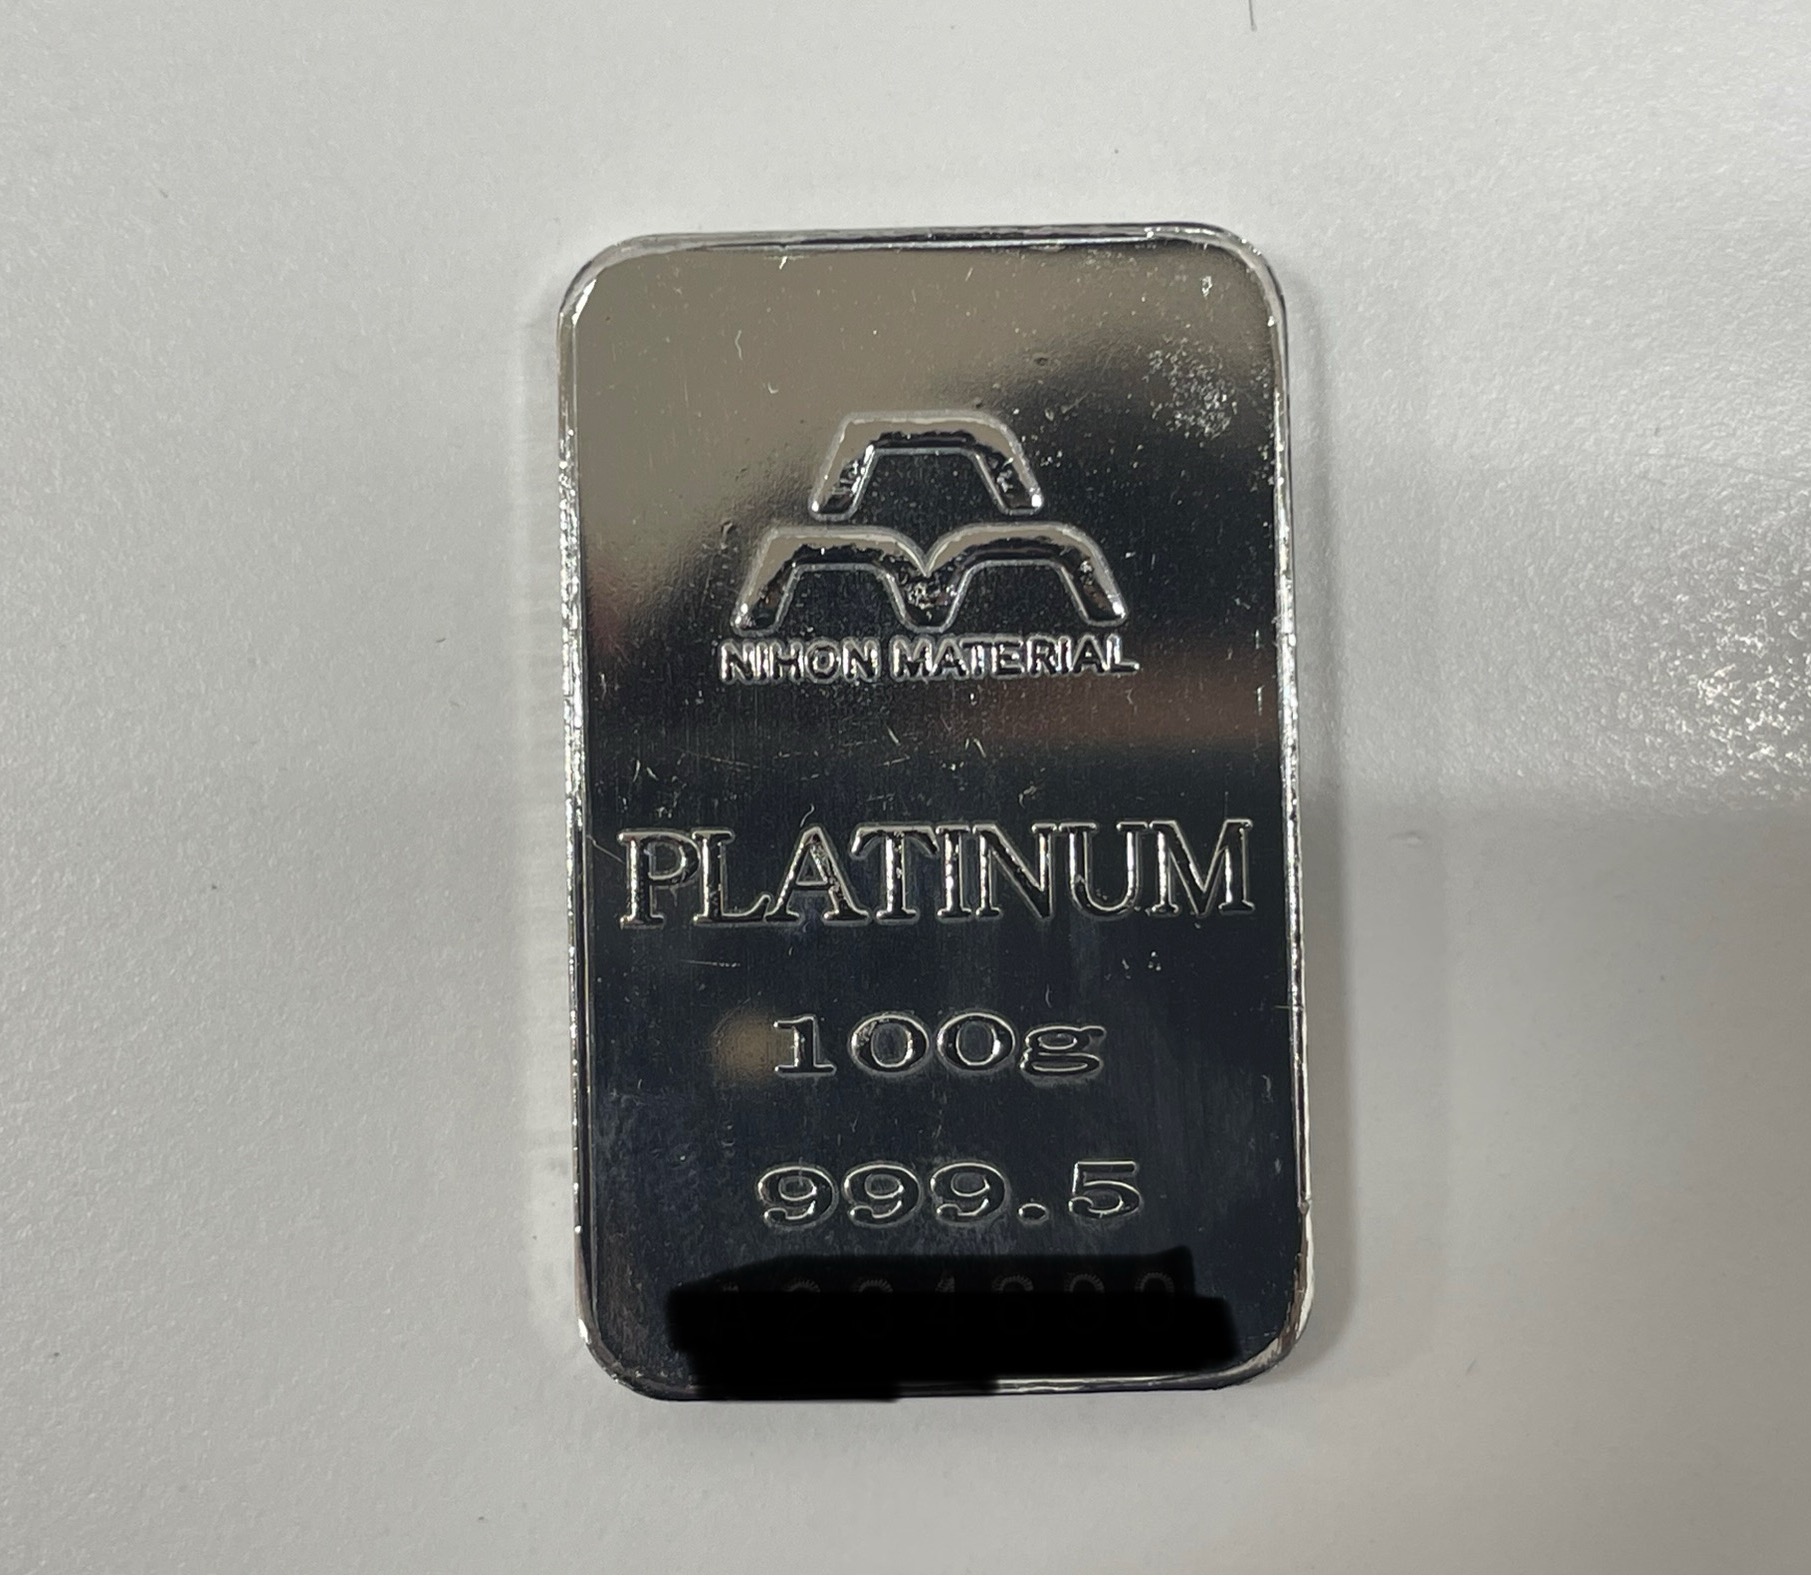 NIHON MATERIAL
PLATINUM
100g
999.5